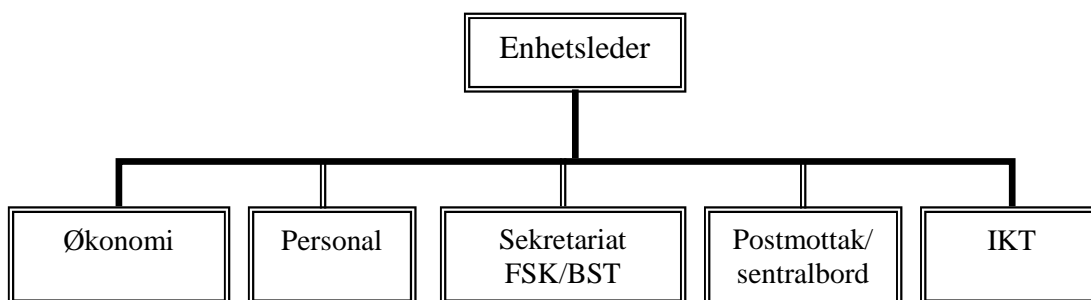 Enhetsleder
Økonomi
Personal
Sekretariat
FSK/BST
Postmottak/
sentralbord
IKT